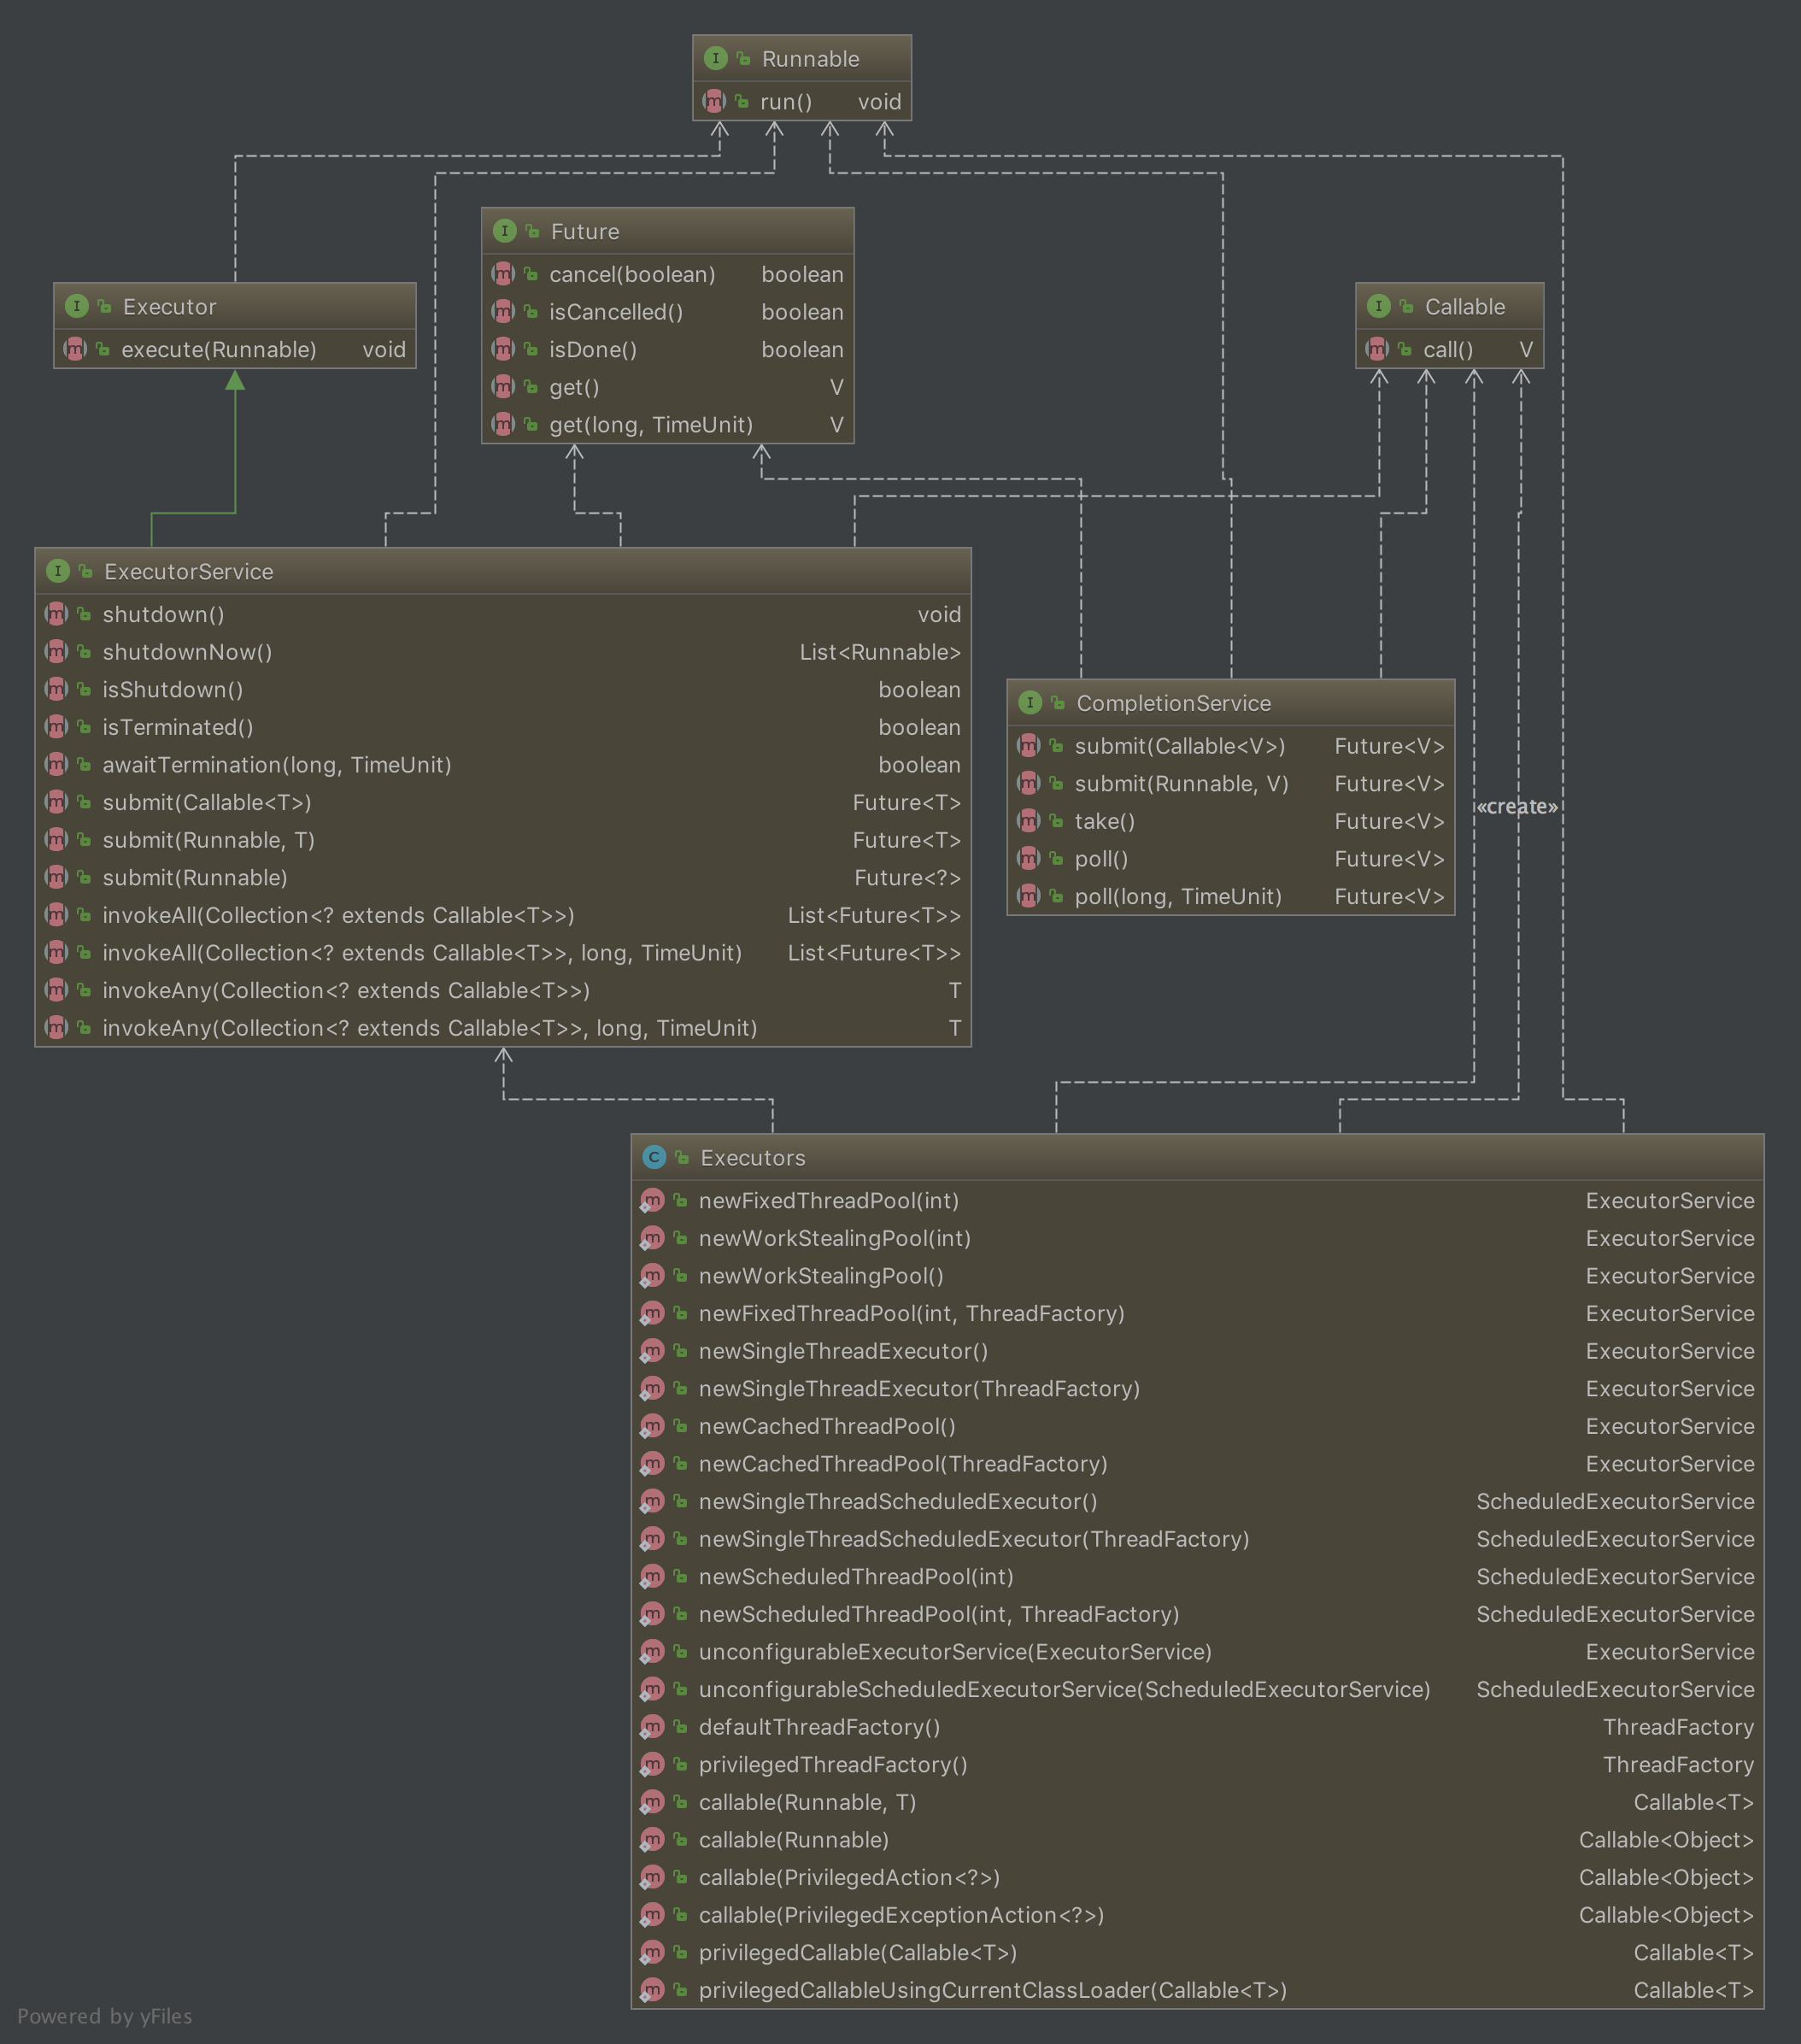 Runnable
run() void
Future
cancel(boolean) boolean
isCancelled() boolean
isDone() boolean
get() V
get(long, TimeUnit) V
Executor
execute(Runnable) void
Callable
call() V
ExecutorService
shutdown() void
shutdownNow() List<Runnable>
isShutdown() boolean
isTerminated() boolean
awaitTermination(long, TimeUnit) boolean
submit(Callable<T>) Future<T>
submit(Runnable, T) Future<T>
submit(Runnable) Future<?>
invokeAll(Collection<? extends Callable<T>>) List<Future<T>>
invokeAll(Collection<? extends Callable<T>>, long, TimeUnit) List<Future<T>>
invokeAny(Collection<? extends Callable<T>>) T
invokeAny(Collection<? extends Callable<T>>, long, TimeUnit) T
CompletionService
submit(Callable<V>) Future<V>
submit(Runnable, V) Future<V>
take() Future<V>
poll() Future<V>
poll(long, TimeUnit) Future<V>
«create»
Executors
newFixedThreadPool(int) ExecutorService
newWorkStealingPool(int) ExecutorService
newWorkStealingPool() ExecutorService
newFixedThreadPool(int, ThreadFactory) ExecutorService
newSingleThreadExecutor() ExecutorService
newSingleThreadExecutor(ThreadFactory) ExecutorService
newCachedThreadPool() ExecutorService
newCachedThreadPool(ThreadFactory) ExecutorService
newSingleThreadScheduledExecutor() ScheduledExecutorService
newSingleThreadScheduledExecutor(ThreadFactory) ScheduledExecutorService
newScheduledThreadPool(int) ScheduledExecutorService
newScheduledThreadPool(int, ThreadFactory) ScheduledExecutorService
unconfigurableExecutorService(ExecutorService) ExecutorService
unconfigurableScheduledExecutorService(ScheduledExecutorService) ScheduledExecutorService
defaultThreadFactory() ThreadFactory
privilegedThreadFactory() ThreadFactory
callable(Runnable, T) Callable<T>
callable(Runnable) Callable<Object>
callable(PrivilegedAction<?>) Callable<Object>
callable(PrivilegedExceptionAction<?>) Callable<Object>
privilegedCallable(Callable<T>) Callable<T>
privilegedCallableUsingCurrentClassLoader(Callable<T>) Callable<T>
Powered by yFiles